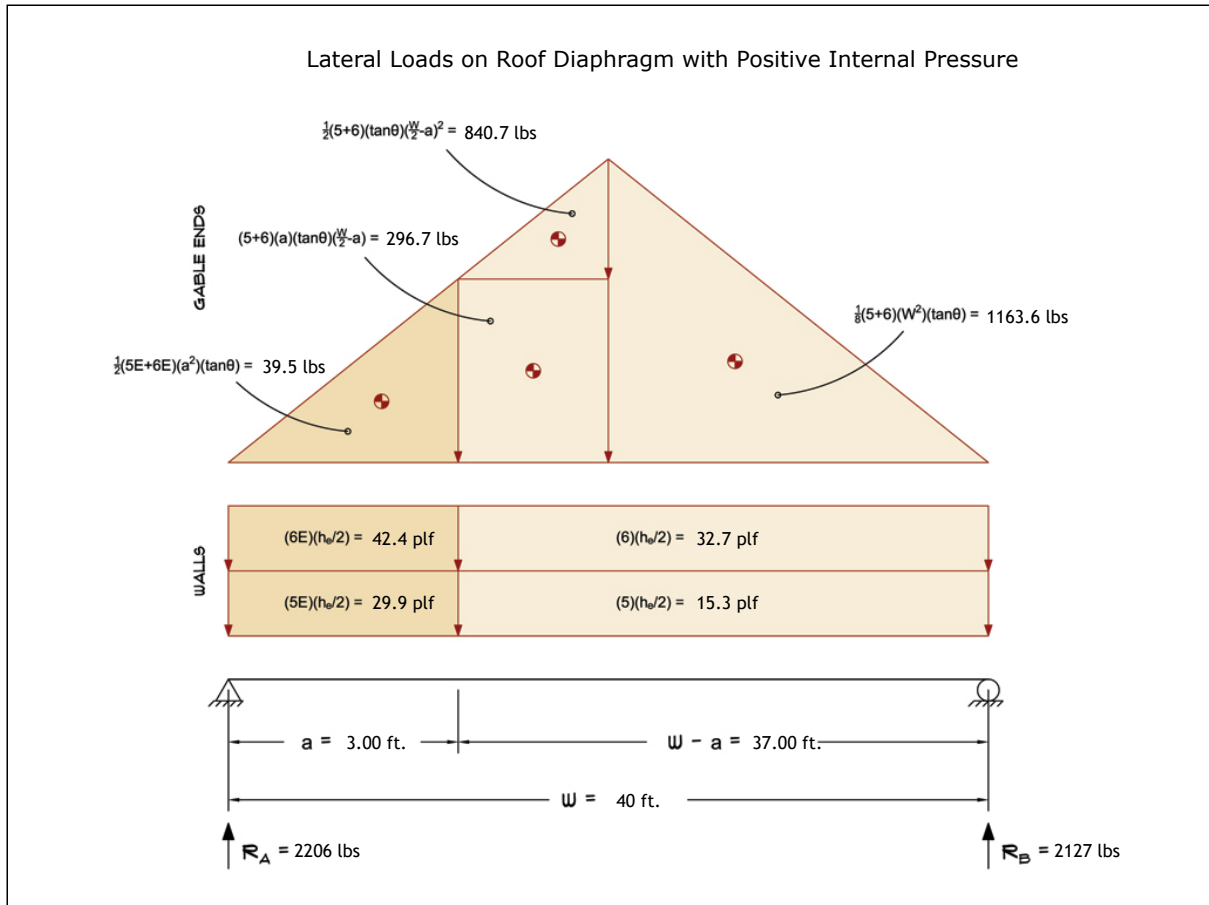 Lateral Loads on Roof Diaphragm with Positive Internal Pressure
½(5+6)(tanθ)(W/2-a)² = 840.7 lbs
GABLE ENDS
(5+6)(a)(tanθ)(W/2-a) = 296.7 lbs
⅛(5+6)(W²)(tanθ) = 1163.6 lbs
½(5E+6E)(a²)(tanθ) = 39.5 lbs
WALLS
(6E)(hₑ/2) = 42.4 plf
(6)(hₑ/2) = 32.7 plf
(5E)(hₑ/2) = 29.9 plf
(5)(hₑ/2) = 15.3 plf
a = 3.00 ft.
W - a = 37.00 ft.
W = 40 ft.
R_A = 2206 lbs
R_B = 2127 lbs